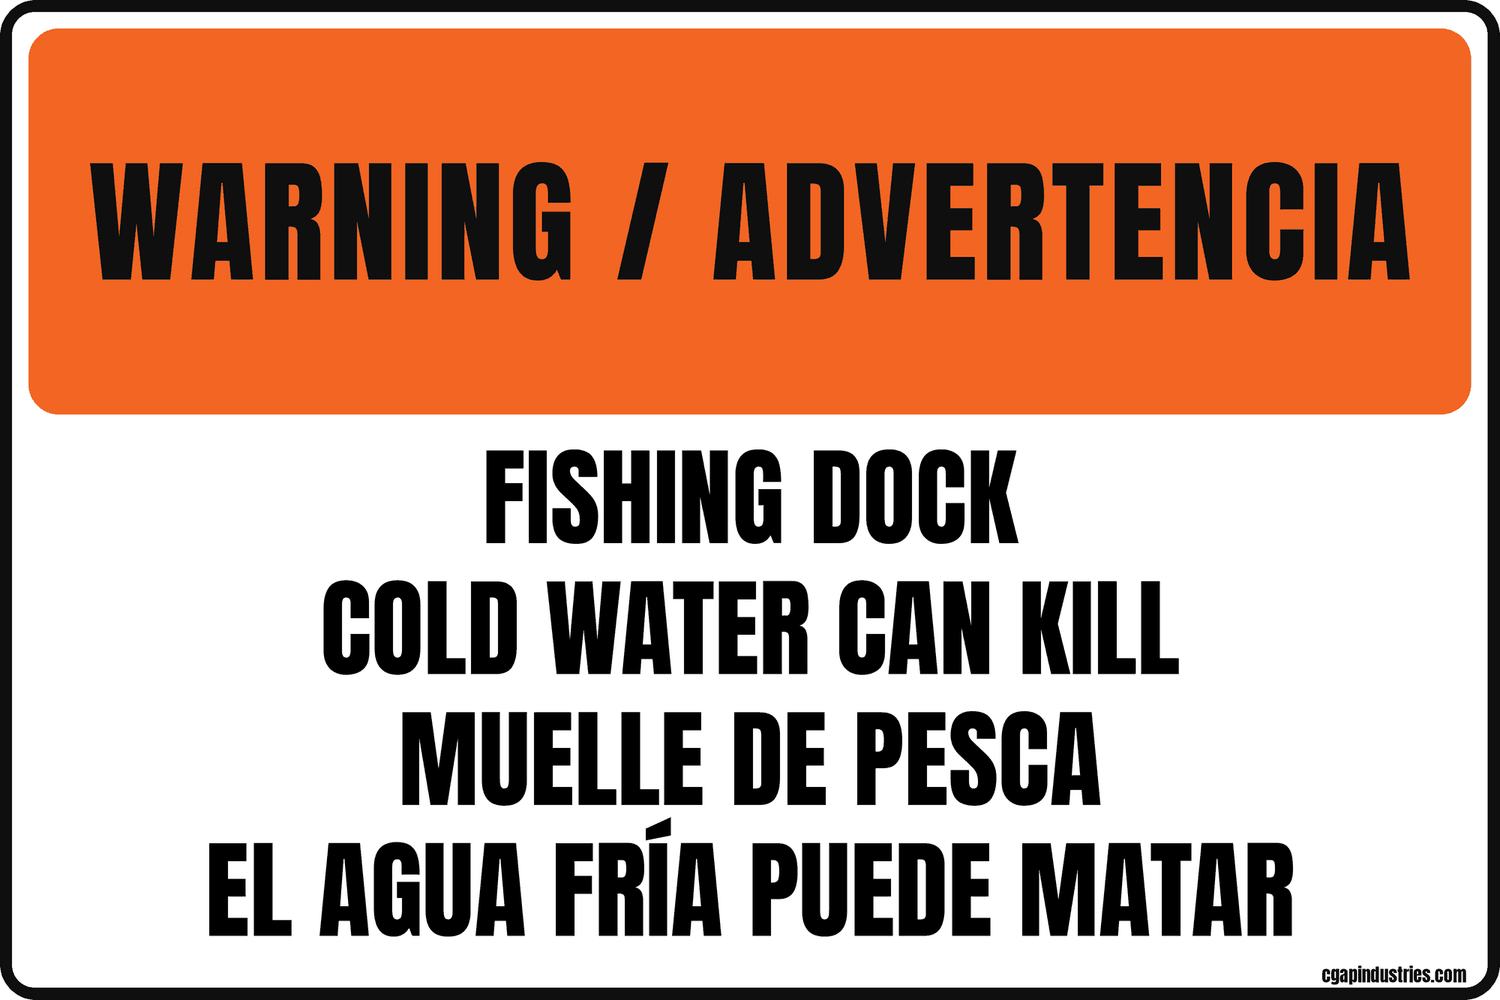 WARNING / ADVERTENCIA
FISHING DOCK
COLD WATER CAN KILL
MUELLE DE PESCA
EL AGUA FRÍA PUEDE MATAR
cgapindustries.com